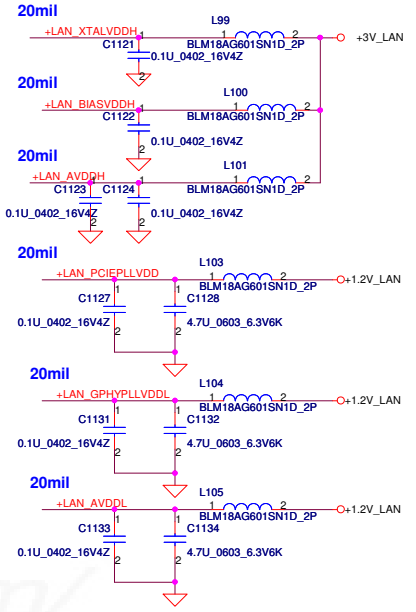 20mil
L99
+LAN_XTALVDDH
1
1
2
+3V_LAN
C1121
BLM18AG601SN1D_2P
0.1U_0402_16V4Z
2
20mil
L100
+LAN_BIASVDDH
1
1
2
C1122
BLM18AG601SN1D_2P
0.1U_0402_16V4Z
2
20mil
L101
+LAN_AVDDH
1
1
1
2
C1123
C1124
BLM18AG601SN1D_2P
0.1U_0402_16V4Z
0.1U_0402_16V4Z
2
2
20mil
L103
+LAN_PCIEPLLVDD
1
2
+1.2V_LAN
1
1
BLM18AG601SN1D_2P
C1127
C1128
0.1U_0402_16V4Z
4.7U_0603_6.3V6K
2
2
20mil
L104
+LAN_GPHYPLLVDDL
1
2
+1.2V_LAN
1
1
BLM18AG601SN1D_2P
C1131
C1132
0.1U_0402_16V4Z
4.7U_0603_6.3V6K
2
2
20mil
L105
+LAN_AVDDL
1
2
+1.2V_LAN
1
1
BLM18AG601SN1D_2P
C1133
C1134
0.1U_0402_16V4Z
4.7U_0603_6.3V6K
2
2